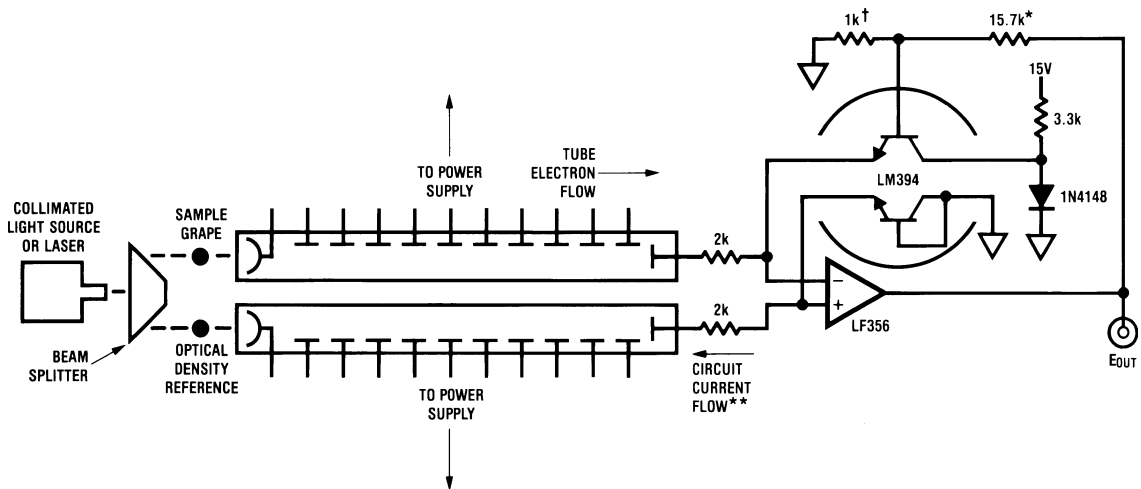 1k†
15.7k*
15V
3.3k
TO POWER
SUPPLY
TUBE
ELECTRON
FLOW
LM394
1N4148
COLLIMATED
LIGHT SOURCE
OR LASER
SAMPLE
GRAPE
2k
−
+
2k
LF356
BEAM
SPLITTER
OPTICAL
DENSITY
REFERENCE
TO POWER
SUPPLY
CIRCUIT
CURRENT
FLOW**
EOUT